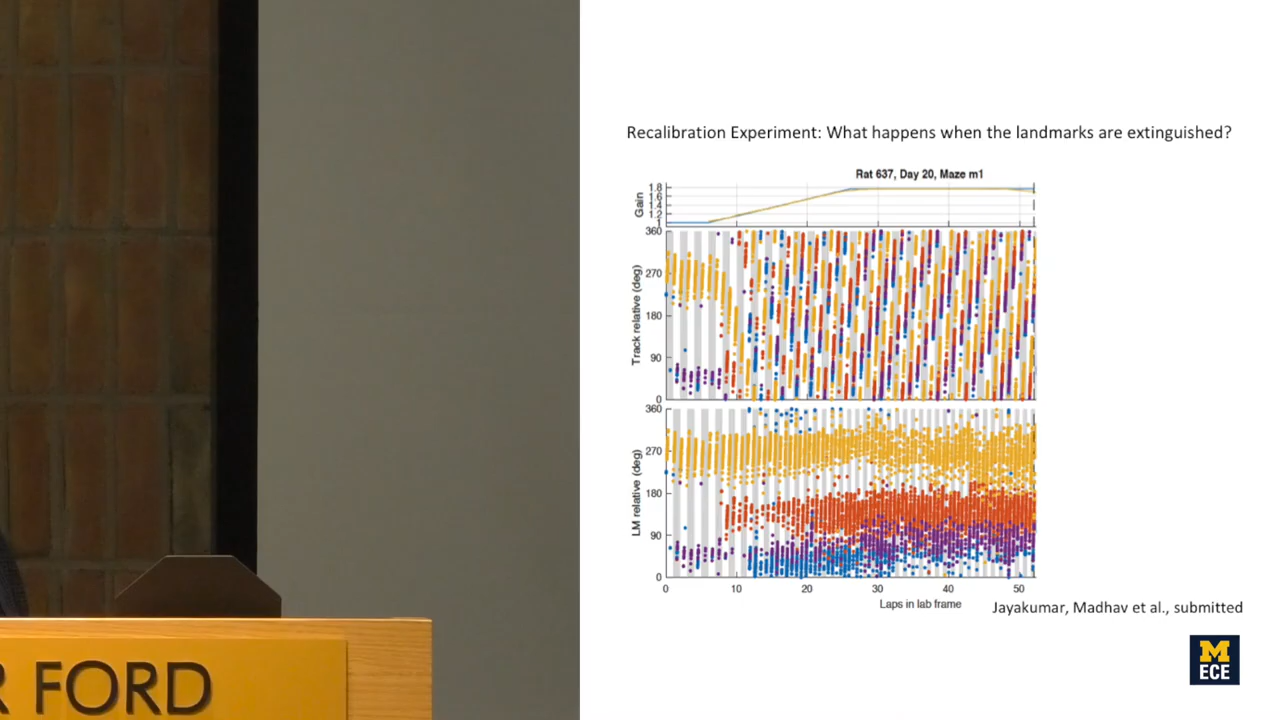 Recalibration Experiment: What happens when the landmarks are extinguished?
Rat 637, Day 20, Maze m1
Gain
1.8
1.6
1.4
1.2
1
Track relative (deg)
360
270
180
90
0
LM relative (deg)
360
270
180
90
0
0 10 20 30 40 50
Laps in lab frame
Jayakumar, Madhav et al., submitted
M
ECE
R FORD